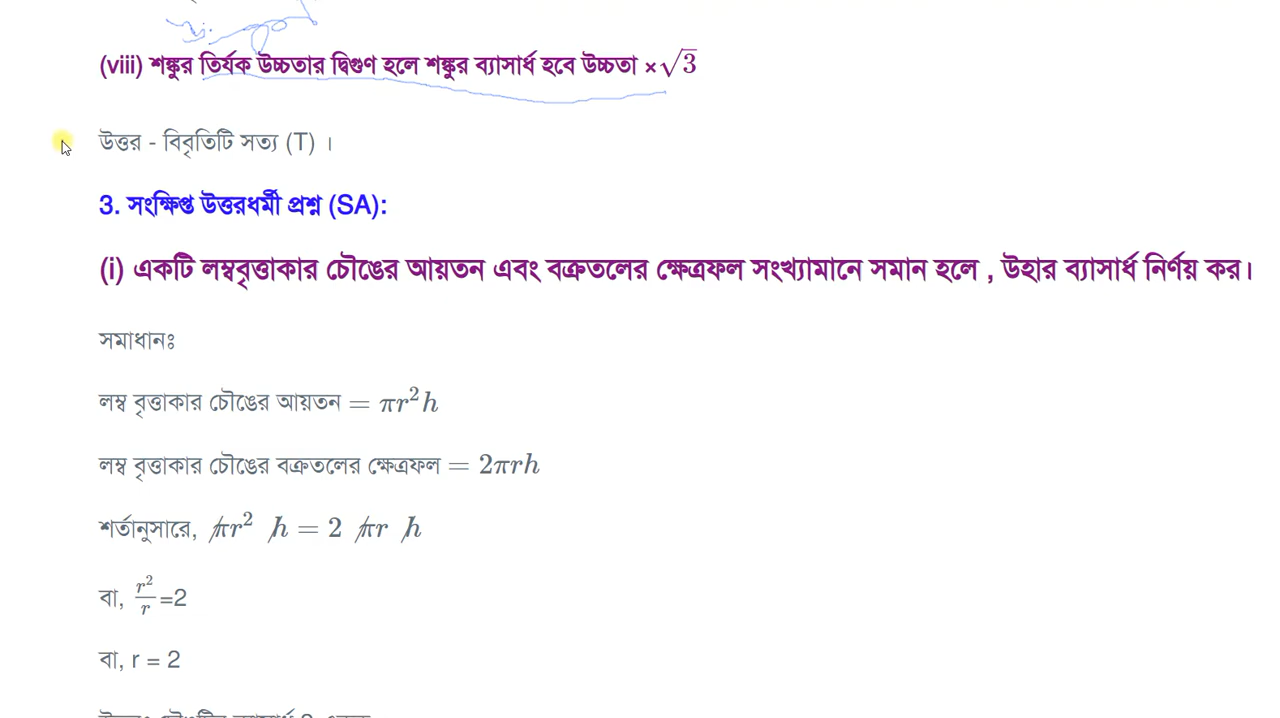 (viii) শঙ্কুর তির্যক উচ্চতার দ্বিগুণ হলে শঙ্কুর ব্যাসার্ধ হবে উচ্চতা ×√3
উত্তর - বিবৃতিটি সত্য (T) ।
3. সংক্ষিপ্ত উত্তরধর্মী প্রশ্ন (SA):
(i) একটি লম্ববৃত্তাকার চৌঙের আয়তন এবং বক্রতলের ক্ষেত্রফল সংখ্যামানে সমান হলে , উহার ব্যাসার্ধ নির্ণয় কর।
সমাধানঃ
লম্ব বৃত্তাকার চৌঙের আয়তন = πr²h
লম্ব বৃত্তাকার চৌঙের বক্রতলের ক্ষেত্রফল = 2πrh
শর্তানুসারে, πr² h = 2 πr h
বা, r²/r =2
বা, r = 2